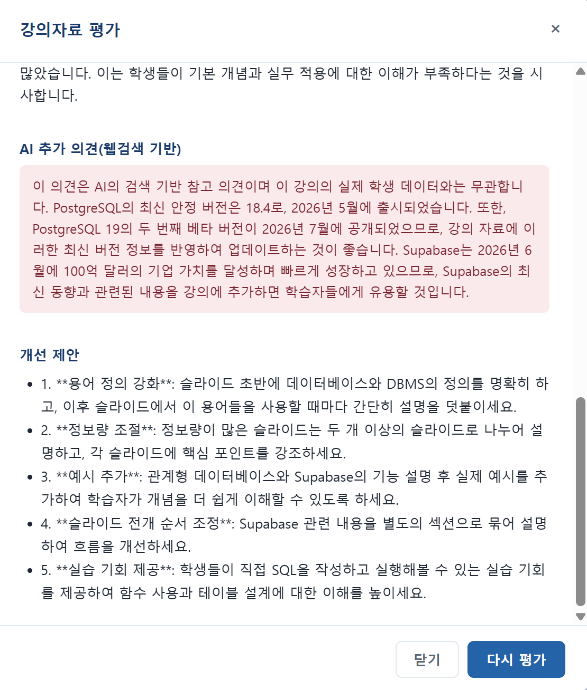 강의자료 평가
×
많았습니다. 이는 학생들이 기본 개념과 실무 적용에 대한 이해가 부족하다는 것을 시
사합니다.
AI 추가 의견(웹검색 기반)
이 의견은 AI의 검색 기반 참고 의견이며 이 강의의 실제 학생 데이터와는 무관합니
다. PostgreSQL의 최신 안정 버전은 18.4로, 2026년 5월에 출시되었습니다. 또한,
PostgreSQL 19의 두 번째 베타 버전이 2026년 7월에 공개되었으므로, 강의 자료에 이
러한 최신 버전 정보를 반영하여 업데이트하는 것이 좋습니다. Supabase는 2026년 6
월에 100억 달러의 기업 가치를 달성하며 빠르게 성장하고 있으므로, Supabase의 최
신 동향과 관련된 내용을 강의에 추가하면 학습자들에게 유용할 것입니다.
개선 제안
• 1. **용어 정의 강화**: 슬라이드 초반에 데이터베이스와 DBMS의 정의를 명확히 하
고, 이후 슬라이드에서 이 용어들을 사용할 때마다 간단히 설명을 덧붙이세요.
• 2. **정보량 조절**: 정보량이 많은 슬라이드는 두 개 이상의 슬라이드로 나누어 설
명하고, 각 슬라이드에 핵심 포인트를 강조하세요.
• 3. **예시 추가**: 관계형 데이터베이스와 Supabase의 기능 설명 후 실제 예시를 추
가하여 학습자가 개념을 더 쉽게 이해할 수 있도록 하세요.
• 4. **슬라이드 전개 순서 조정**: Supabase 관련 내용을 별도의 섹션으로 묶어 설명
하여 흐름을 개선하세요.
• 5. **실습 기회 제공**: 학생들이 직접 SQL을 작성하고 실행해볼 수 있는 실습 기회
를 제공하여 함수 사용과 테이블 설계에 대한 이해를 높이세요.
닫기
다시 평가